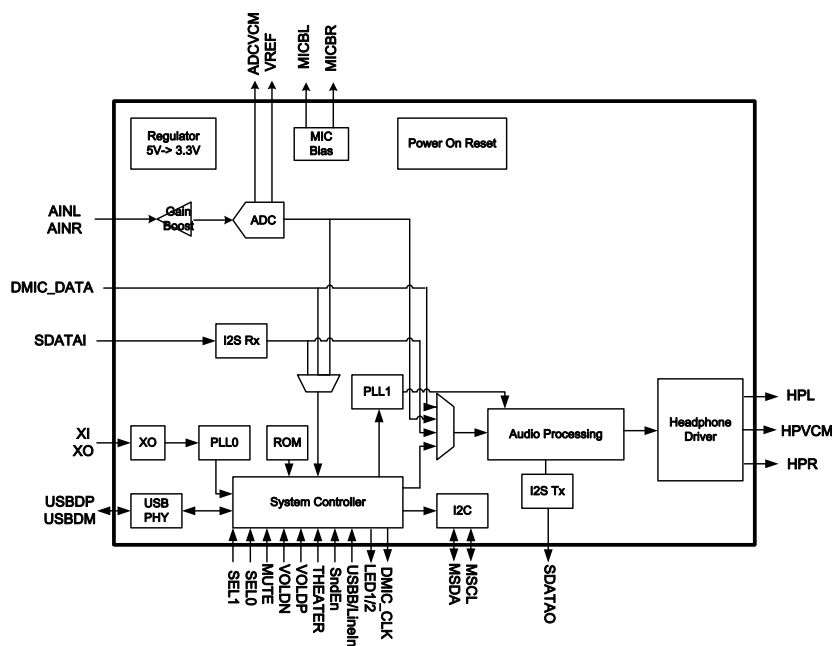 ADCVCM
VREF
MICBL
MICBR
Regulator
5V-> 3.3V
MIC
Bias
Power On Reset
AINL
AINR
Gain
Boost
ADC
DMIC_DATA
SDATAI
I2S Rx
PLL1
Audio Processing
Headphone
Driver
HPL
HPVCM
HPR
XI
XO
XO
PLL0
ROM
I2S Tx
USBDP
USBDM
USB
PHY
System Controller
I2C
SEL1
SEL0
MUTE
VOLDN
VOLDP
THEATER
SndEn
USBB/LineIn
LED1/2
DMIC_CLK
MSDA
MSCL
SDATAO